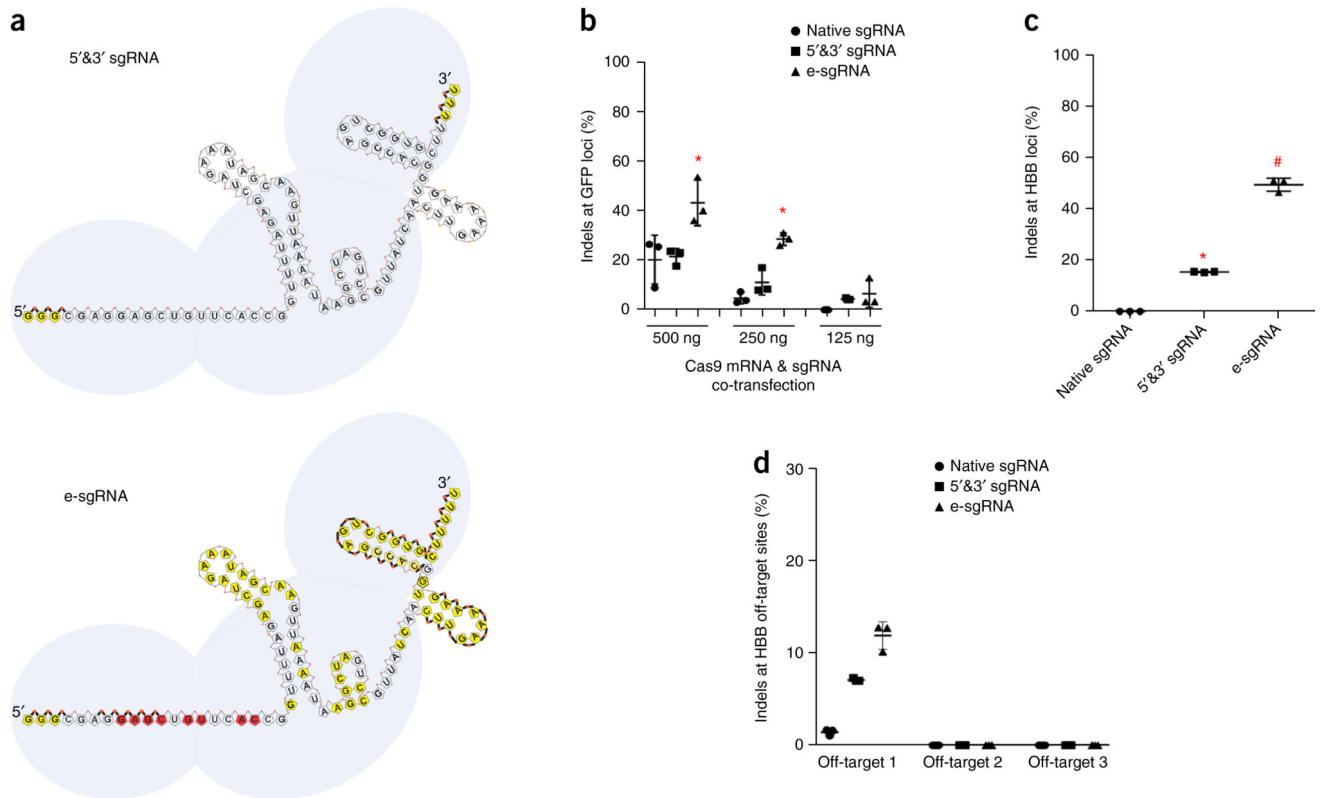 a
5′&3′ sgRNA
3′
5′
GGGCGAGGAGCUGUUCACCG
e-sgRNA
3′
5′
GGGCGAGGAGCUGUUCACCG
b
Native sgRNA
5′&3′ sgRNA
e-sgRNA
Indels at GFP loci (%)
100
80
60
40
20
0
*
*
500 ng
250 ng
125 ng
Cas9 mRNA & sgRNA
co-transfection
c
Indels at HBB loci (%)
100
80
60
40
20
0
*
#
Native sgRNA
5′&3′ sgRNA
e-sgRNA
d
Native sgRNA
5′&3′ sgRNA
e-sgRNA
Indels at HBB off-target sites (%)
30
20
10
0
Off-target 1
Off-target 2
Off-target 3